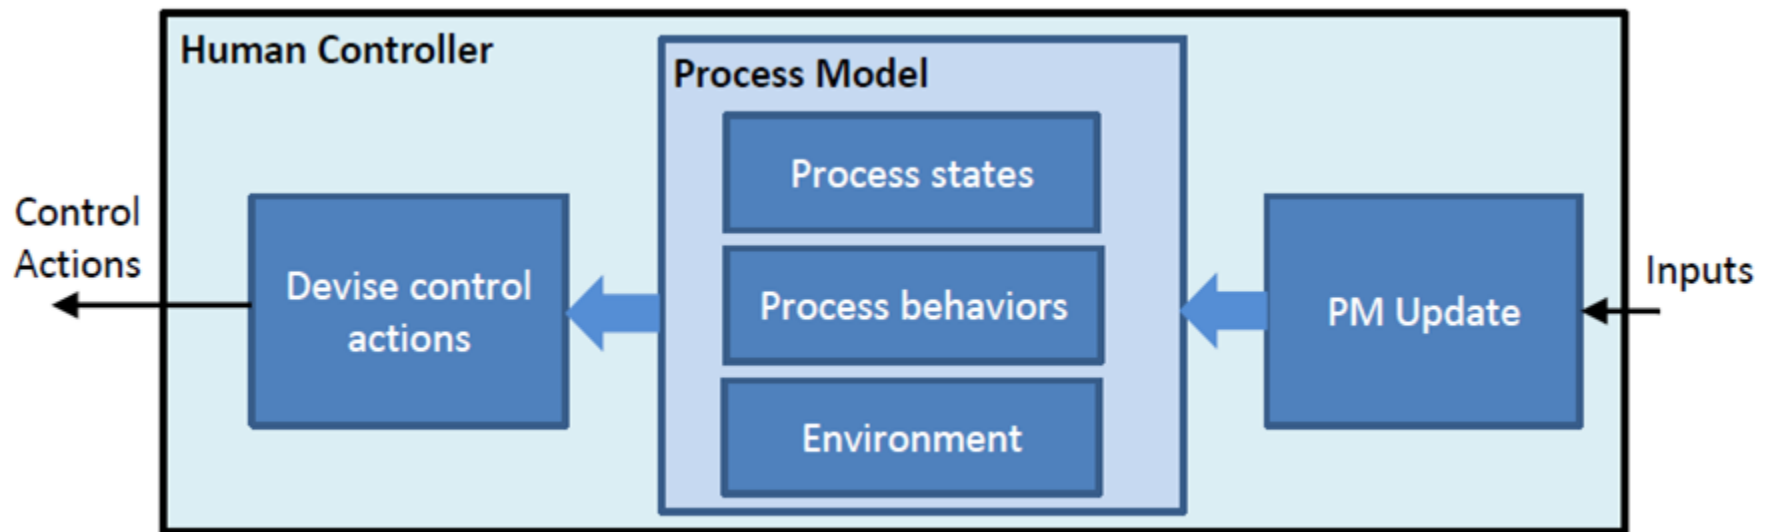 Human Controller
Process Model
Process states
Control
Actions
Devise control
actions
Process behaviors
PM Update
Inputs
Environment